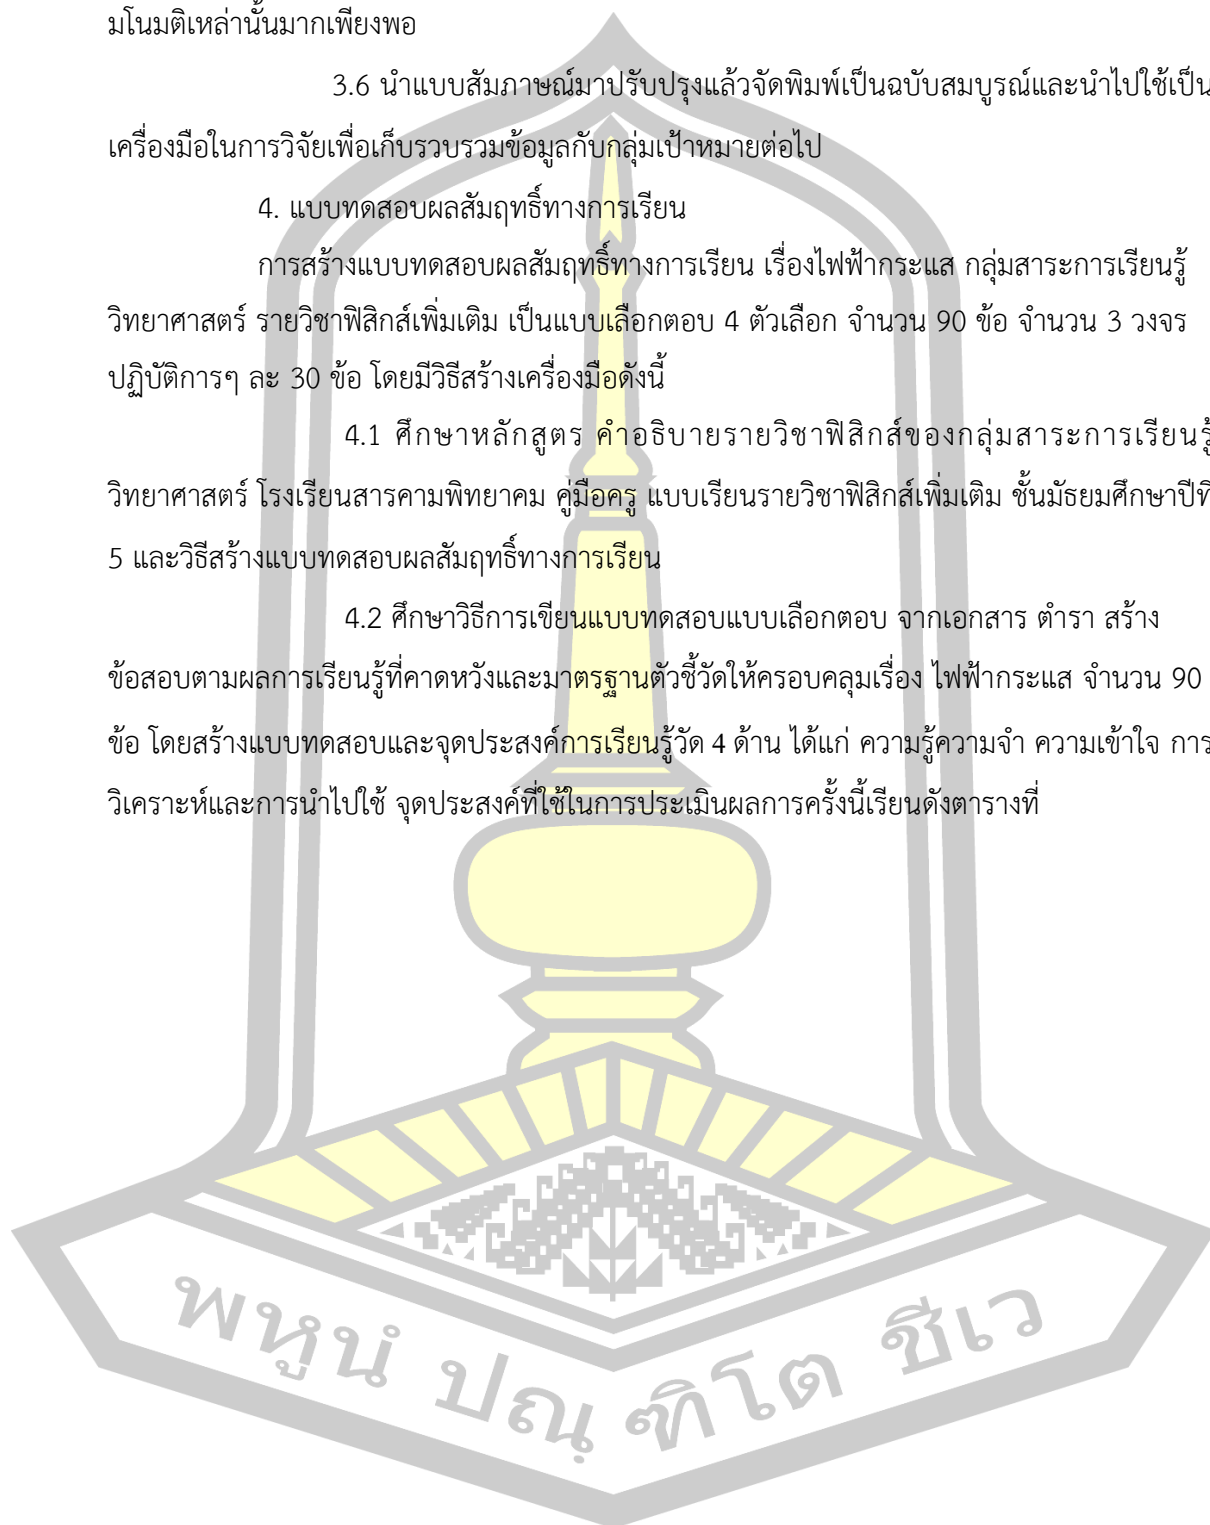 มโนมติเหล่านั้นมากเพียงพอ
3.6 นำแบบสัมภาษณ์มาปรับปรุงแล้วจัดพิมพ์เป็นฉบับสมบูรณ์และนำไปใช้เป็น
เครื่องมือในการวิจัยเพื่อเก็บรวบรวมข้อมูลกับกลุ่มเป้าหมายต่อไป
4. แบบทดสอบผลสัมฤทธิ์ทางการเรียน
การสร้างแบบทดสอบผลสัมฤทธิ์ทางการเรียน เรื่องไฟฟ้ากระแส กลุ่มสาระการเรียนรู้
วิทยาศาสตร์ รายวิชาฟิสิกส์เพิ่มเติม เป็นแบบเลือกตอบ 4 ตัวเลือก จำนวน 90 ข้อ จำนวน 3 วงจร
ปฏิบัติการๆ ละ 30 ข้อ โดยมีวิธีสร้างเครื่องมือดังนี้
4.1 ศึกษาหลักสูตร คำอธิบายรายวิชาฟิสิกส์ของกลุ่มสาระการเรียนรู้
วิทยาศาสตร์ โรงเรียนสารคามพิทยาคม คู่มือครู แบบเรียนรายวิชาฟิสิกส์เพิ่มเติม ชั้นมัธยมศึกษาปีที่
5 และวิธีสร้างแบบทดสอบผลสัมฤทธิ์ทางการเรียน
4.2 ศึกษาวิธีการเขียนแบบทดสอบแบบเลือกตอบ จากเอกสาร ตำรา สร้าง
ข้อสอบตามผลการเรียนรู้ที่คาดหวังและมาตรฐานตัวชี้วัดให้ครอบคลุมเรื่อง ไฟฟ้ากระแส จำนวน 90
ข้อ โดยสร้างแบบทดสอบและจุดประสงค์การเรียนรู้วัด 4 ด้าน ได้แก่ ความรู้ความจำ ความเข้าใจ การ
วิเคราะห์และการนำไปใช้ จุดประสงค์ที่ใช้ในการประเมินผลการครั้งนี้เรียนดังตารางที่
พหูนํ ปณฺฑิโต ชีเว